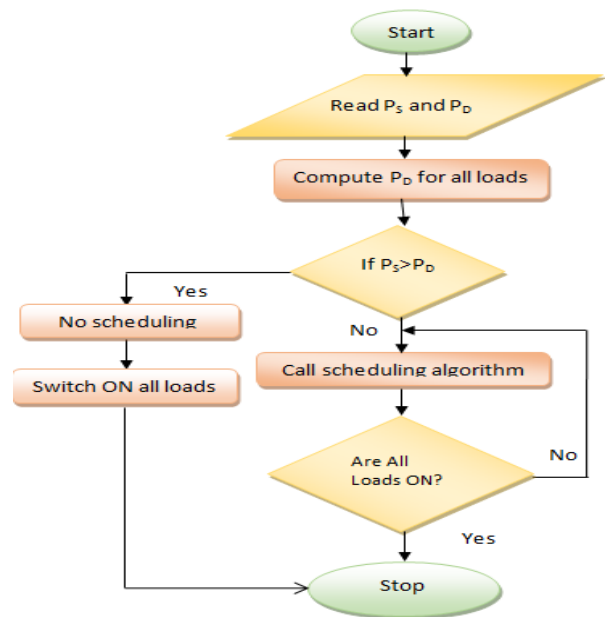 Start
Read PS and PD
Compute PD for all loads
If PS>PD
Yes
No scheduling
No
Switch ON all loads
Call scheduling algorithm
Are All
Loads ON?
No
Yes
Stop